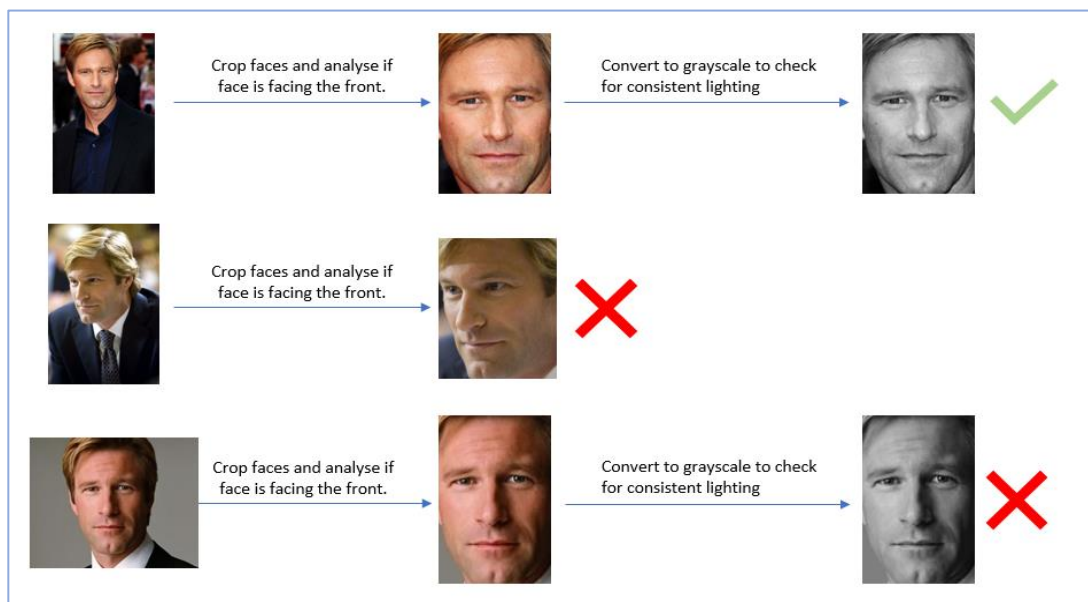 Crop faces and analyse if
face is facing the front.
Convert to grayscale to check
for consistent lighting
Crop faces and analyse if
face is facing the front.
Crop faces and analyse if
face is facing the front.
Convert to grayscale to check
for consistent lighting